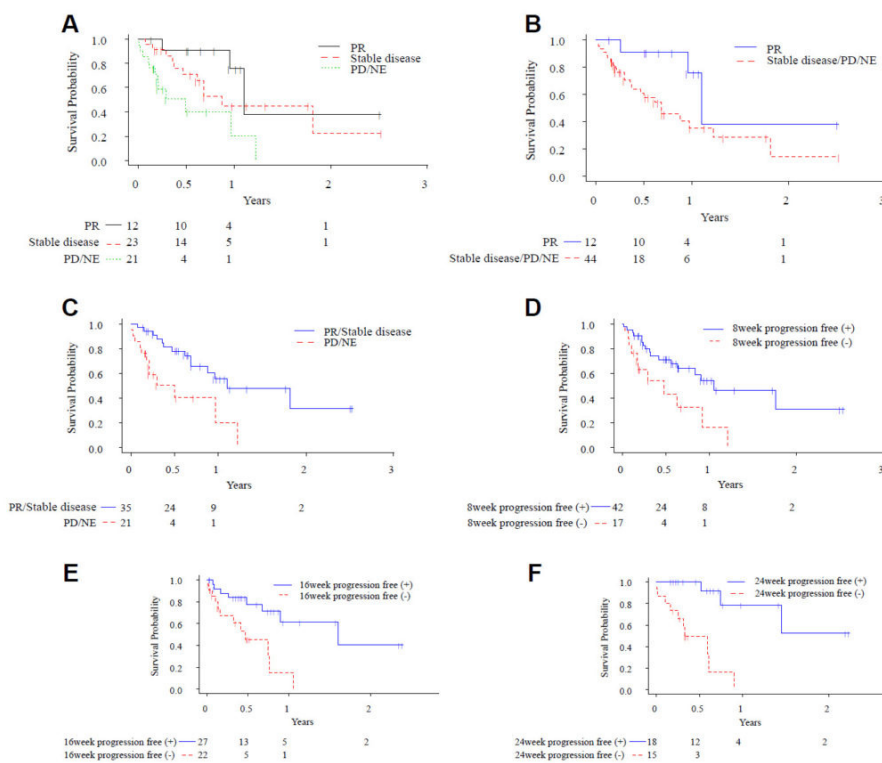 A
PR
Stable disease
PD/NE
Survival Probability
1.0
0.8
0.6
0.4
0.2
0.0
0 0.5 1 2 3
Years
PR 12 10 4 1
Stable disease 23 14 5 1
PD/NE 21 4 1
B
PR
Stable disease/PD/NE
Survival Probability
1.0
0.8
0.6
0.4
0.2
0.0
0 0.5 1 2 3
Years
PR 12 10 4 1
Stable disease/PD/NE 44 18 6 1
C
PR/Stable disease
PD/NE
Survival Probability
1.0
0.8
0.6
0.4
0.2
0.0
0 0.5 1 2 3
Years
PR/Stable disease 35 24 9 2
PD/NE 21 4 1
D
8week progression free (+)
8week progression free (-)
Survival Probability
1.0
0.8
0.6
0.4
0.2
0.0
0 0.5 1 2 3
Years
8week progression free (+) 42 24 8 2
8week progression free (-) 17 4 1
E
16week progression free (+)
16week progression free (-)
Survival Probability
1.0
0.8
0.6
0.4
0.2
0.0
0 0.5 1 2
Years
16week progression free (+) 27 13 5 2
16week progression free (-) 22 5 1
F
24week progression free (+)
24week progression free (-)
Survival Probability
1.0
0.8
0.6
0.4
0.2
0.0
0 0.5 1 2
Years
24week progression free (+) 18 12 4 2
24week progression free (-) 15 3